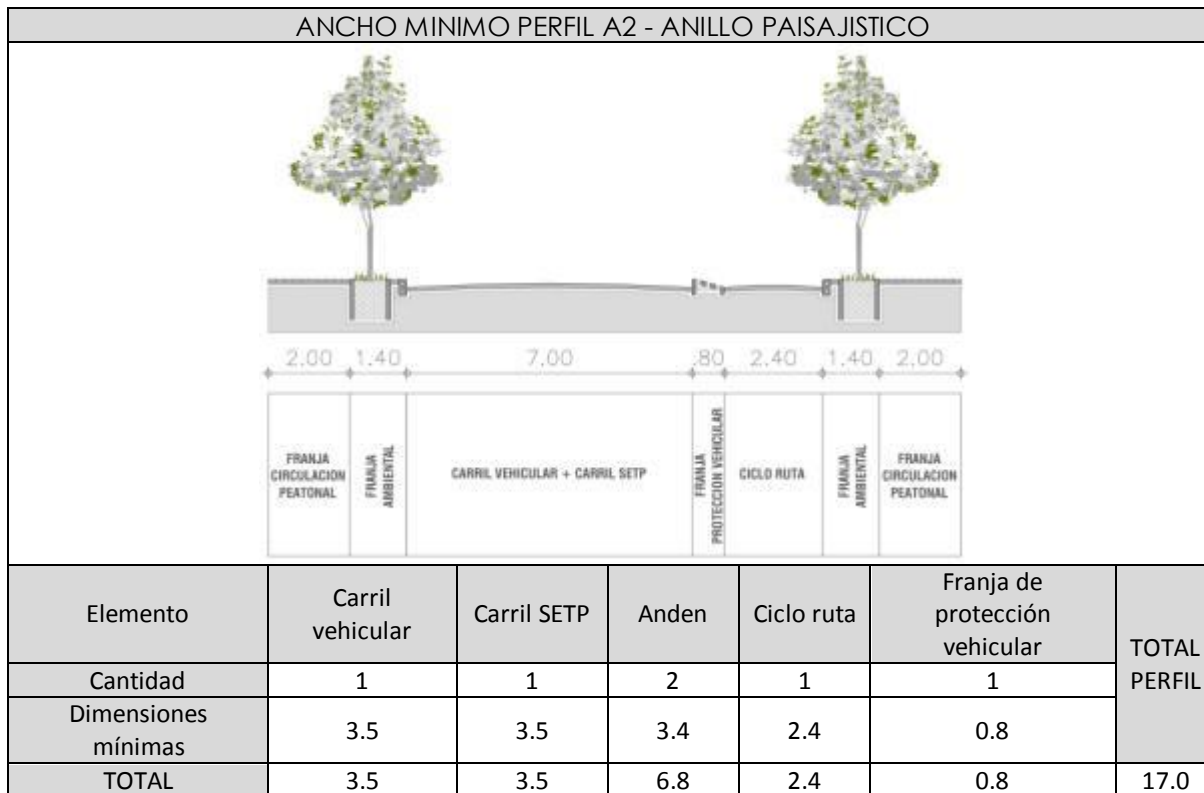 ANCHO MINIMO PERFIL A2 - ANILLO PAISAJISTICO
2.00 1.40 7.00 .80 2.40 1.40 2.00
FRANJA
CIRCULACION
PEATONAL
FRANJA
AMBIENTAL
CARRIL VEHICULAR + CARRIL SETP
FRANJA
PROTECCION VEHICULAR
CICLO RUTA
FRANJA
AMBIENTAL
FRANJA
CIRCULACION
PEATONAL
Elemento
Carril
vehicular
Carril SETP
Anden
Ciclo ruta
Franja de
protección
vehicular
TOTAL
PERFIL
Cantidad 1 1 2 1 1
Dimensiones
mínimas
3.5 3.5 3.4 2.4 0.8
TOTAL 3.5 3.5 6.8 2.4 0.8 17.0